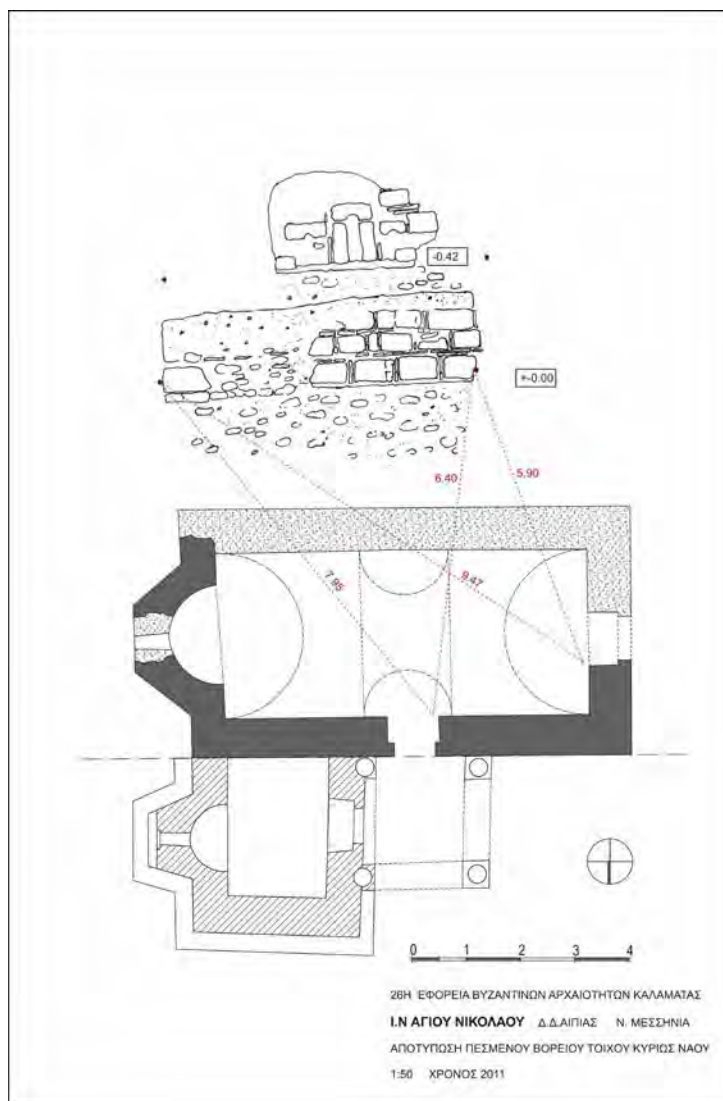 -0.42
+-0.00
6.40
5.90
7.95
9.47
0 1 2 3 4
26Η ΕΦΟΡΕΙΑ ΒΥΖΑΝΤΙΝΩΝ ΑΡΧΑΙΟΤΗΤΩΝ ΚΑΛΑΜΑΤΑΣ
Ι.Ν ΑΓΙΟΥ ΝΙΚΟΛΑΟΥ Δ.Δ.ΑΙΠΙΑΣ Ν. ΜΕΣΣΗΝΙΑ
ΑΠΟΤΥΠΩΣΗ ΠΕΣΜΕΝΟΥ ΒΟΡΕΙΟΥ ΤΟΙΧΟΥ ΚΥΡΙΩΣ ΝΑΟΥ
1:50 ΧΡΟΝΟΣ 2011